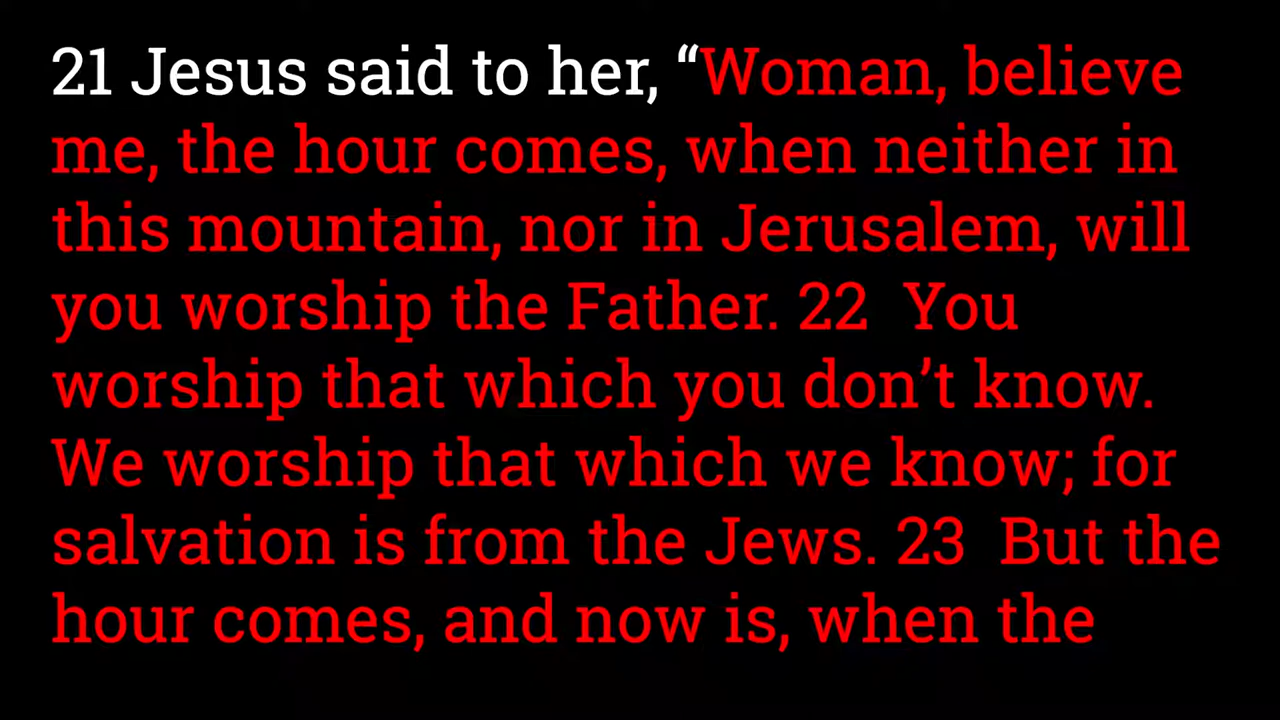 21 Jesus said to her, “Woman, believe
me, the hour comes, when neither in
this mountain, nor in Jerusalem, will
you worship the Father. 22  You
worship that which you don’t know.
We worship that which we know; for
salvation is from the Jews. 23  But the
hour comes, and now is, when the